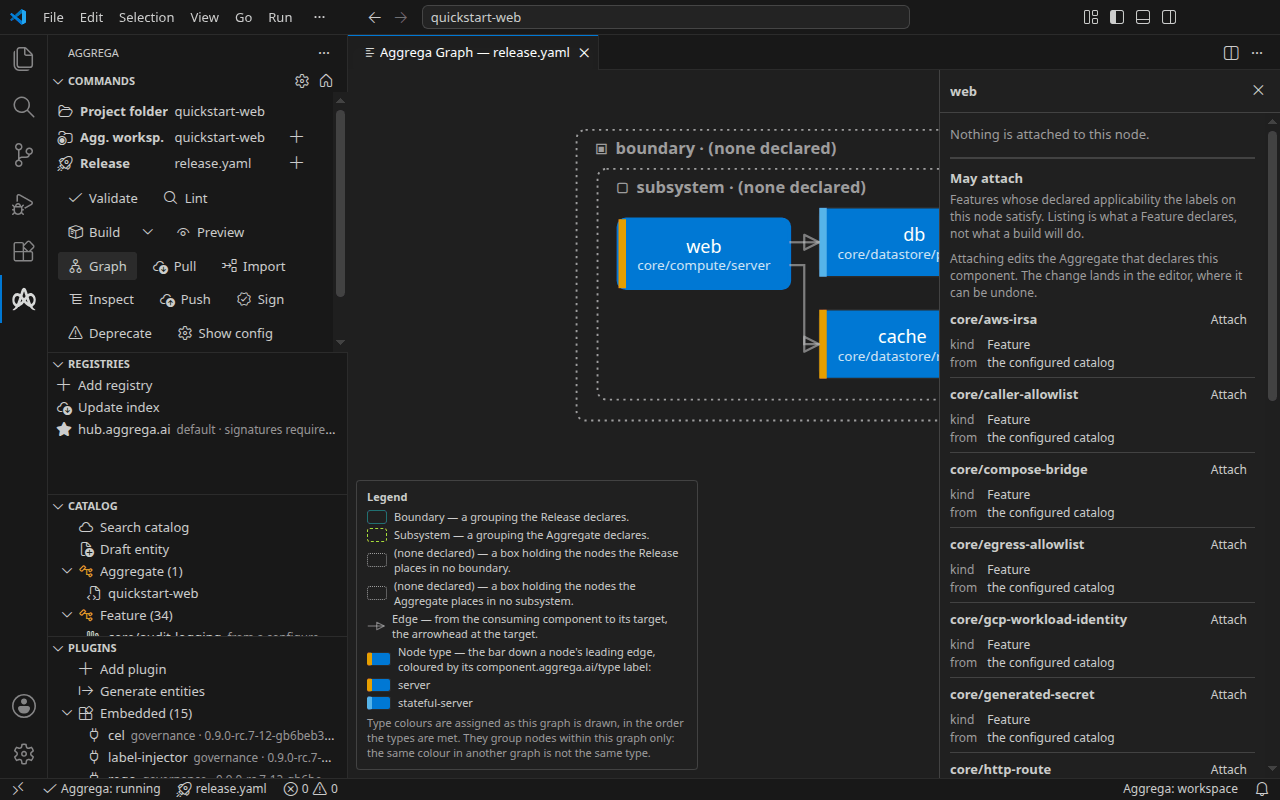 File Edit Selection View Go Run ···
quickstart-web
AGGREGA
COMMANDS
Project folder quickstart-web
Agg. worksp. quickstart-web
Release release.yaml
Validate Lint
Build Preview
Graph Pull Import
Inspect Push Sign
Deprecate Show config
REGISTRIES
Add registry
Update index
hub.aggrega.ai default · signatures require...
CATALOG
Search catalog
Draft entity
Aggregate (1)
quickstart-web
Feature (34)
PLUGINS
Add plugin
Generate entities
Embedded (15)
cel governance · 0.9.0-rc.7-12-gb6beb3...
label-injector governance · 0.9.0-rc.7-...
Aggrega Graph — release.yaml
boundary · (none declared)
subsystem · (none declared)
web
core/compute/server
db
core/datastore/
cache
core/datastore/
Legend
Boundary — a grouping the Release declares.
Subsystem — a grouping the Aggregate declares.
(none declared) — a box holding the nodes the Release
places in no boundary.
(none declared) — a box holding the nodes the
Aggregate places in no subsystem.
Edge — from the consuming component to its target,
the arrowhead at the target.
Node type — the bar down a node's leading edge,
coloured by its component.aggrega.ai/type label:
server
stateful-server
Type colours are assigned as this graph is drawn, in the order
the types are met. They group nodes within this graph only:
the same colour in another graph is not the same type.
web
Nothing is attached to this node.
May attach
Features whose declared applicability the labels on
this node satisfy. Listing is what a Feature declares,
not what a build will do.
Attaching edits the Aggregate that declares this
component. The change lands in the editor, where it
can be undone.
core/aws-irsa Attach
kind Feature
from the configured catalog
core/caller-allowlist Attach
kind Feature
from the configured catalog
core/compose-bridge Attach
kind Feature
from the configured catalog
core/egress-allowlist Attach
kind Feature
from the configured catalog
core/gcp-workload-identity Attach
kind Feature
from the configured catalog
core/generated-secret Attach
kind Feature
from the configured catalog
core/http-route Attach
Aggrega: running release.yaml 0 0 Aggrega: workspace